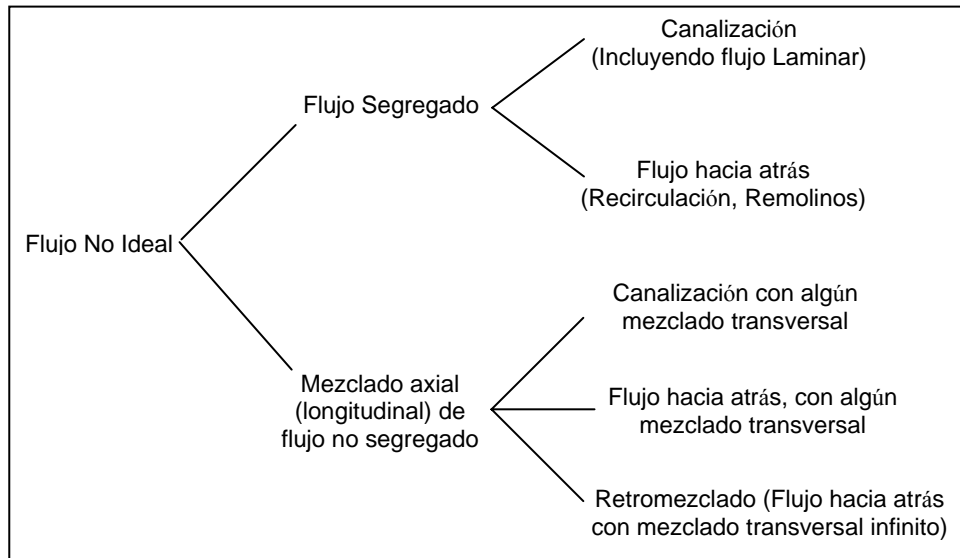 Flujo No Ideal
Flujo Segregado
Canalización
(Incluyendo flujo Laminar)
Flujo hacia atrás
(Recirculación, Remolinos)
Mezclado axial
(longitudinal) de
flujo no segregado
Canalización con algún
mezclado transversal
Flujo hacia atrás, con algún
mezclado transversal
Retromezclado (Flujo hacia atrás
con mezclado transversal infinito)